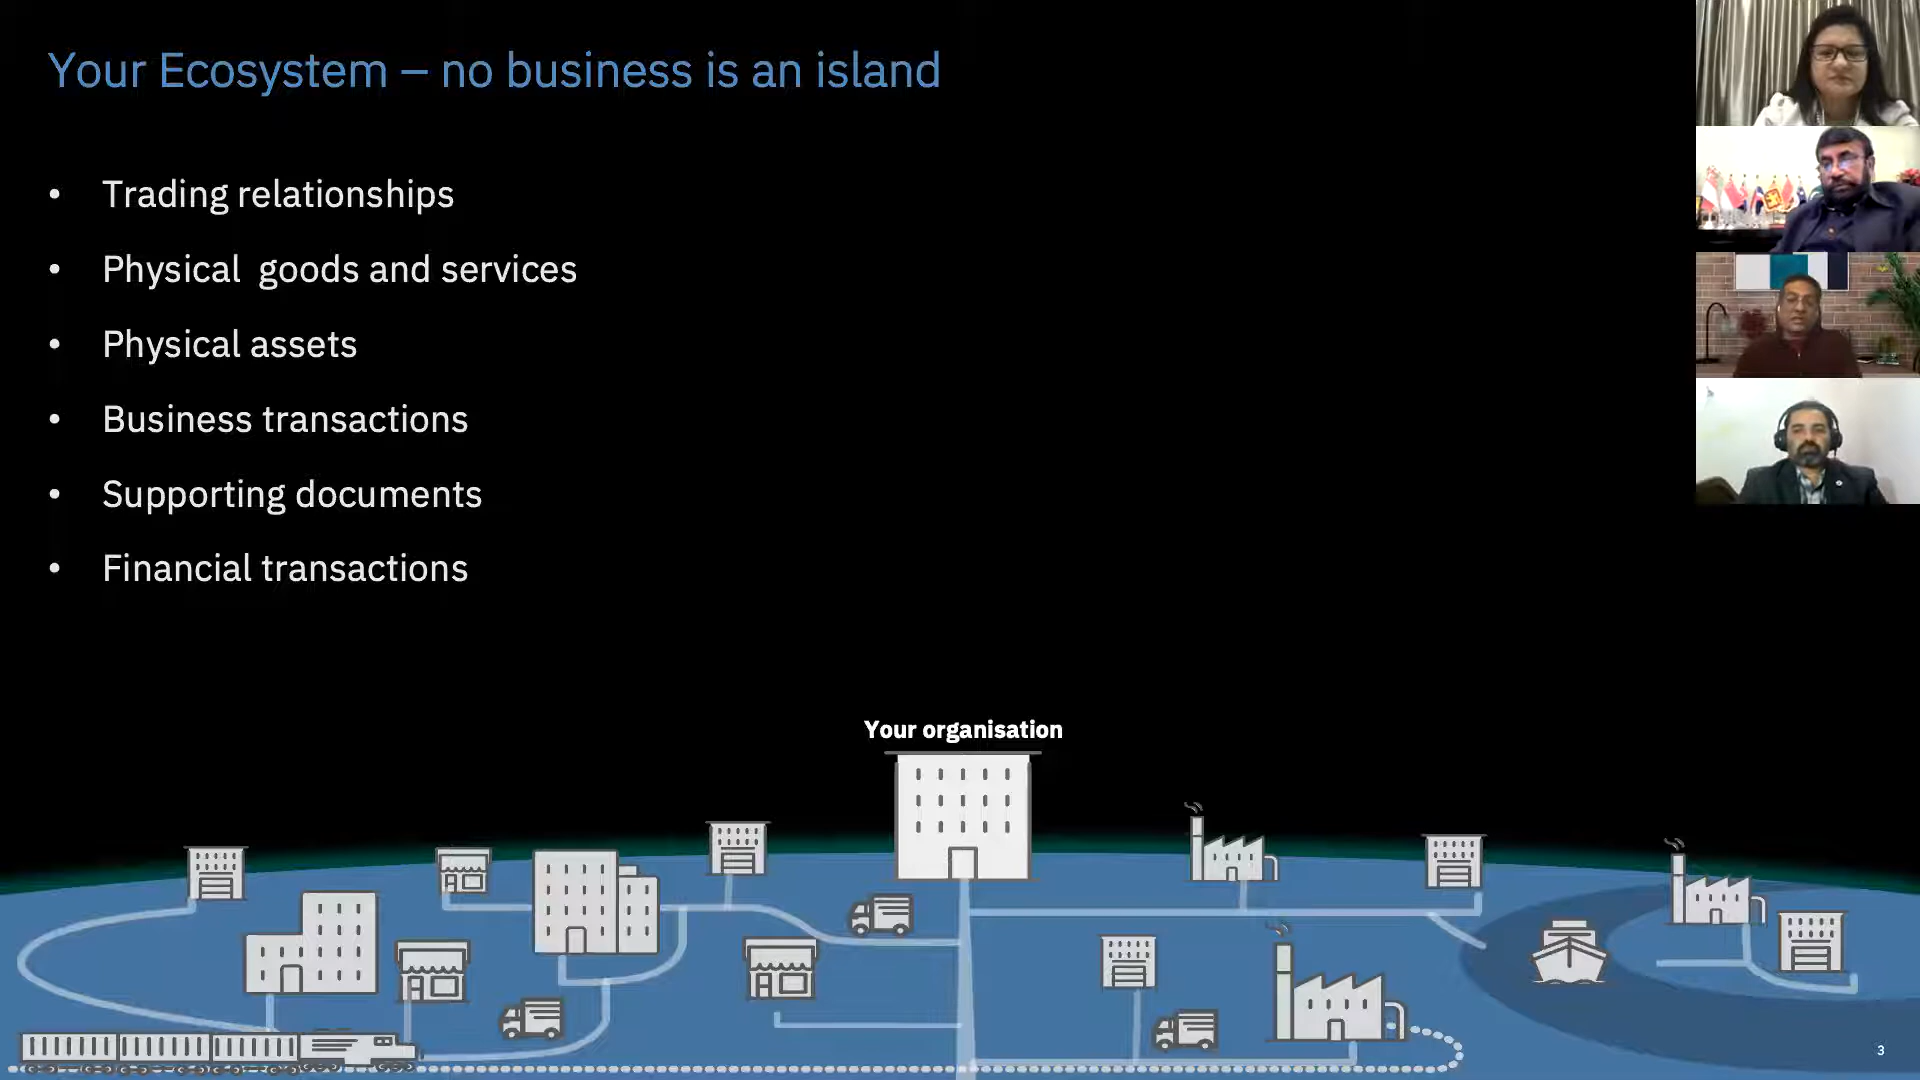 Your Ecosystem – no business is an island
• Trading relationships
• Physical  goods and services
• Physical assets
• Business transactions
• Supporting documents
• Financial transactions
Your organisation
3